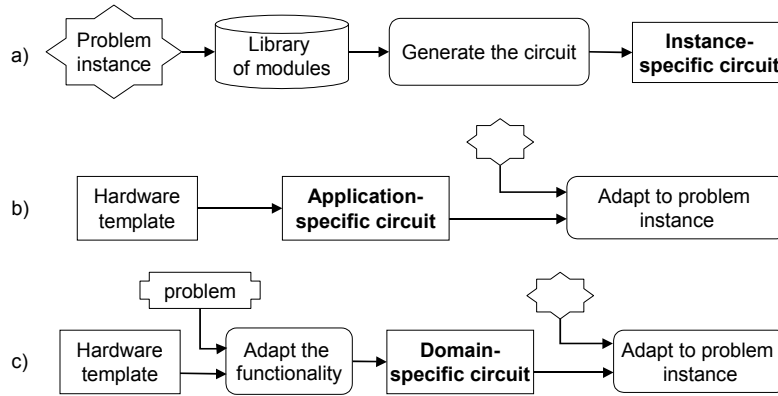 a)
Problem
instance
Library
of modules
Generate the circuit
Instance-
specific circuit
b)
Hardware
template
Application-
specific circuit
Adapt to problem
instance
c)
problem
Hardware
template
Adapt the
functionality
Domain-
specific circuit
Adapt to problem
instance